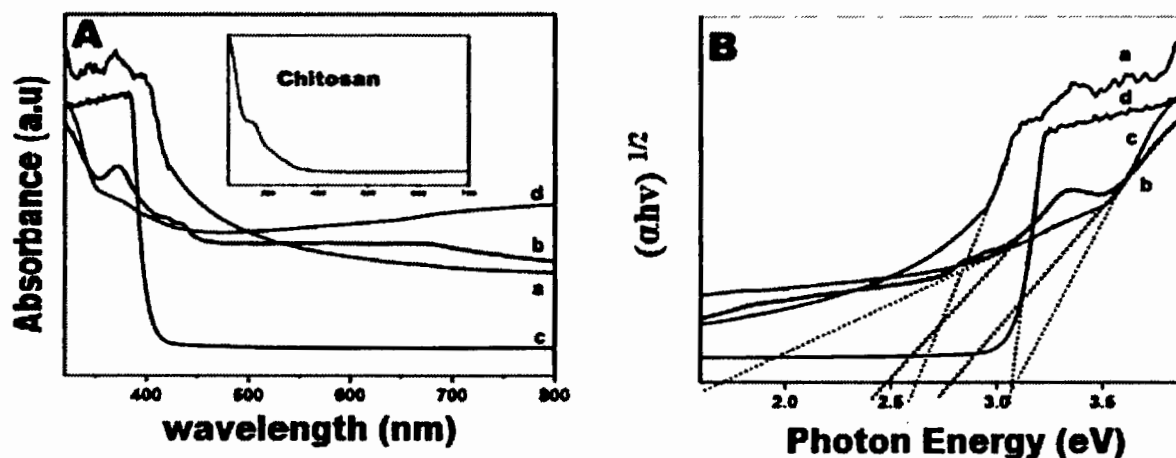 A
Chitosan
Absorbance (a.u)
d
b
a
c
400
500
600
700
800
wavelength (nm)
B
a
d
c
b
(αhν) 1/2
2.0
2.5
3.0
3.5
Photon Energy (eV)